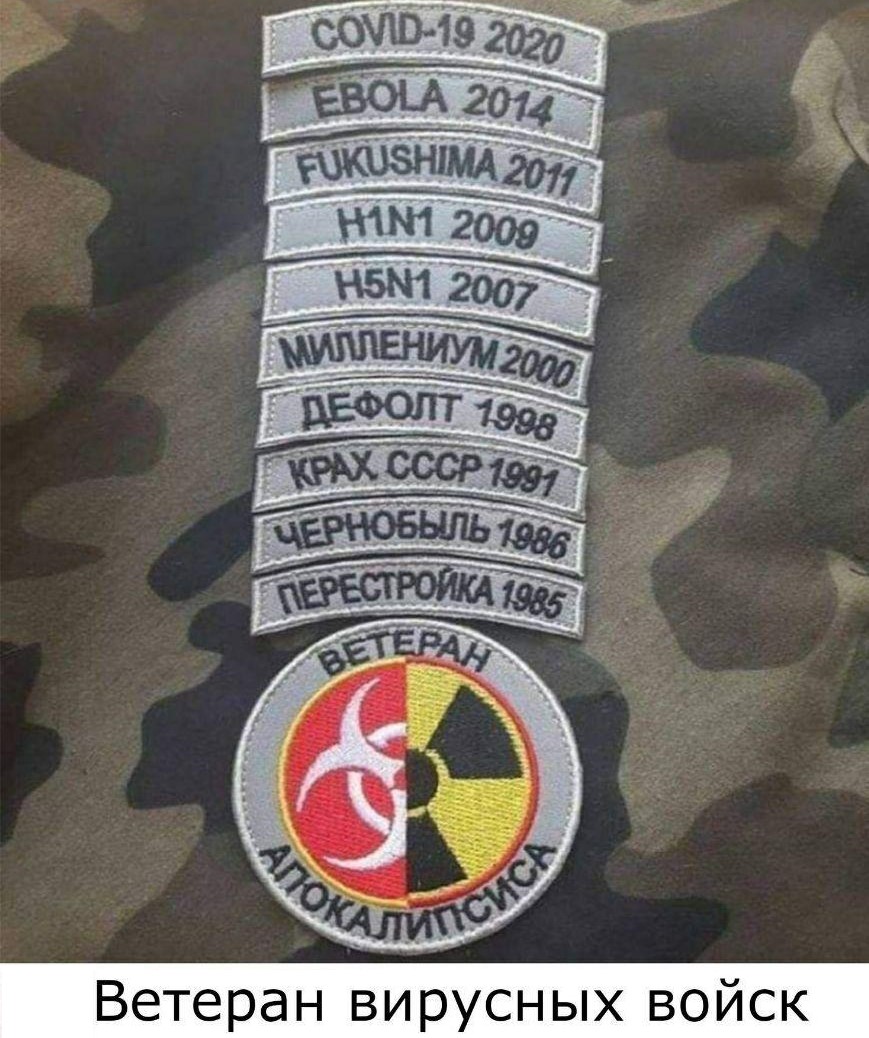 COVID-19 2020
EBOLA 2014
FUKUSHIMA 2011
H1N1 2009
H5N1 2007
МИЛЛЕНИУМ 2000
ДЕФОЛТ 1998
КРАХ СССР 1991
ЧЕРНОБЫЛЬ 1986
ПЕРЕСТРОЙКА 1985
ВЕТЕРАН
АПОКАЛИПСИСА
Ветеран вирусных войск